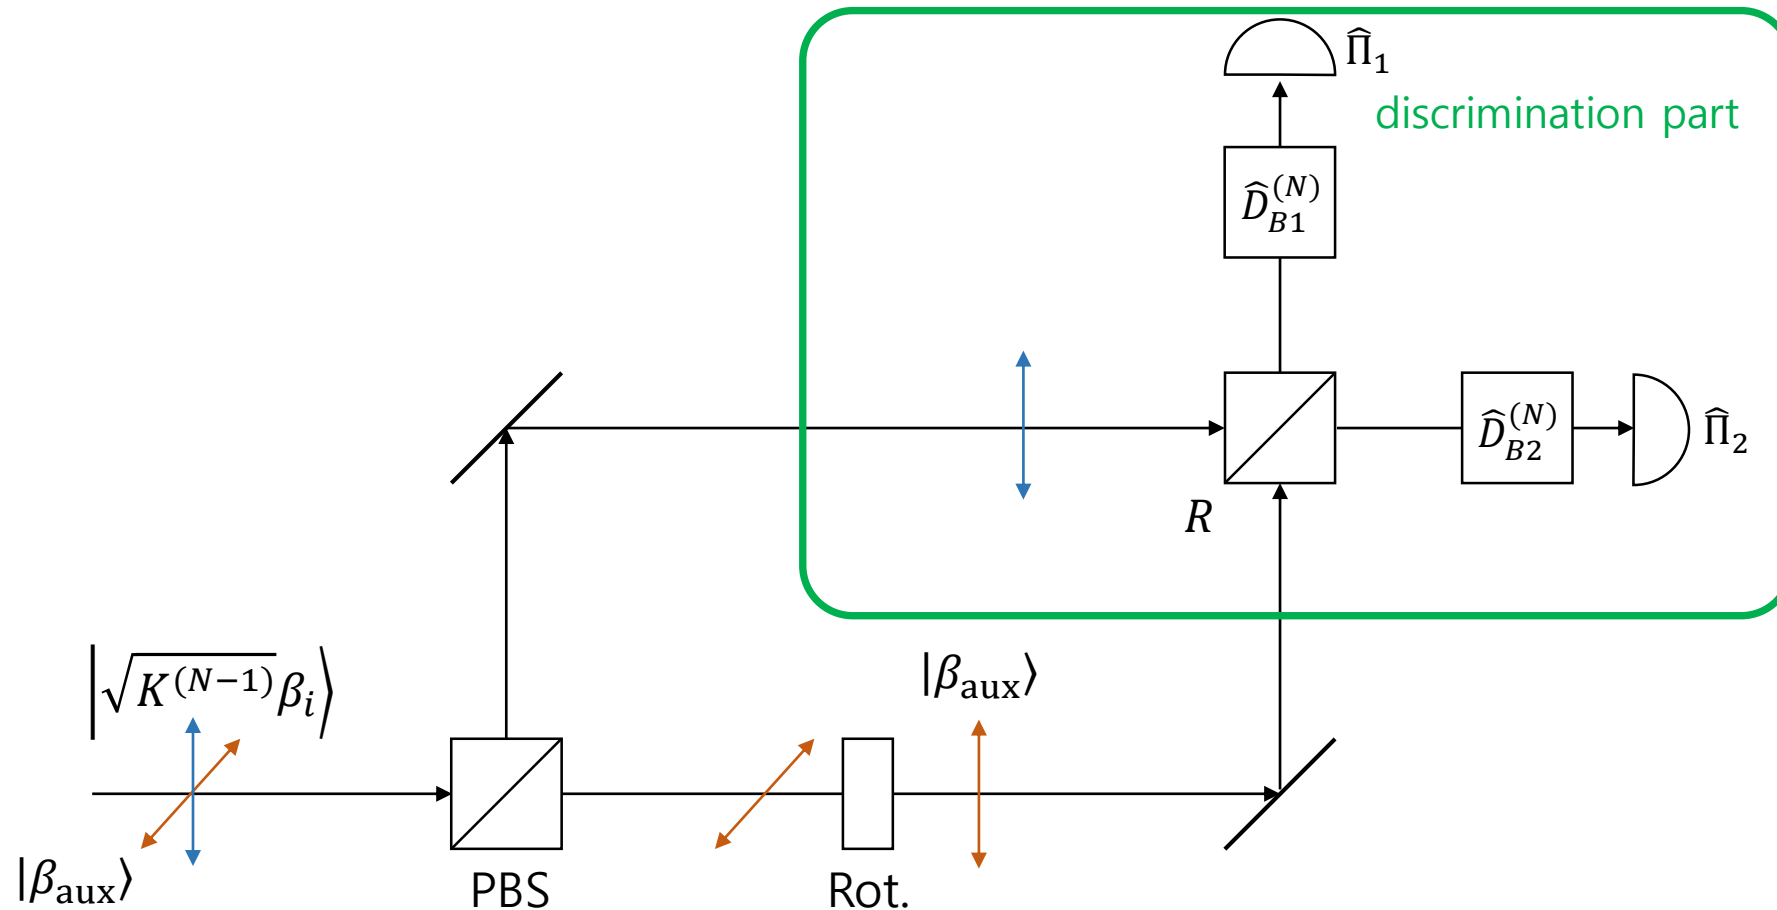 Π̂₁
discrimination part
D̂_{B1}^{(N)}
D̂_{B2}^{(N)}
Π̂₂
R
|√K^{(N−1)}β_i⟩
|β_aux⟩
|β_aux⟩
PBS
Rot.